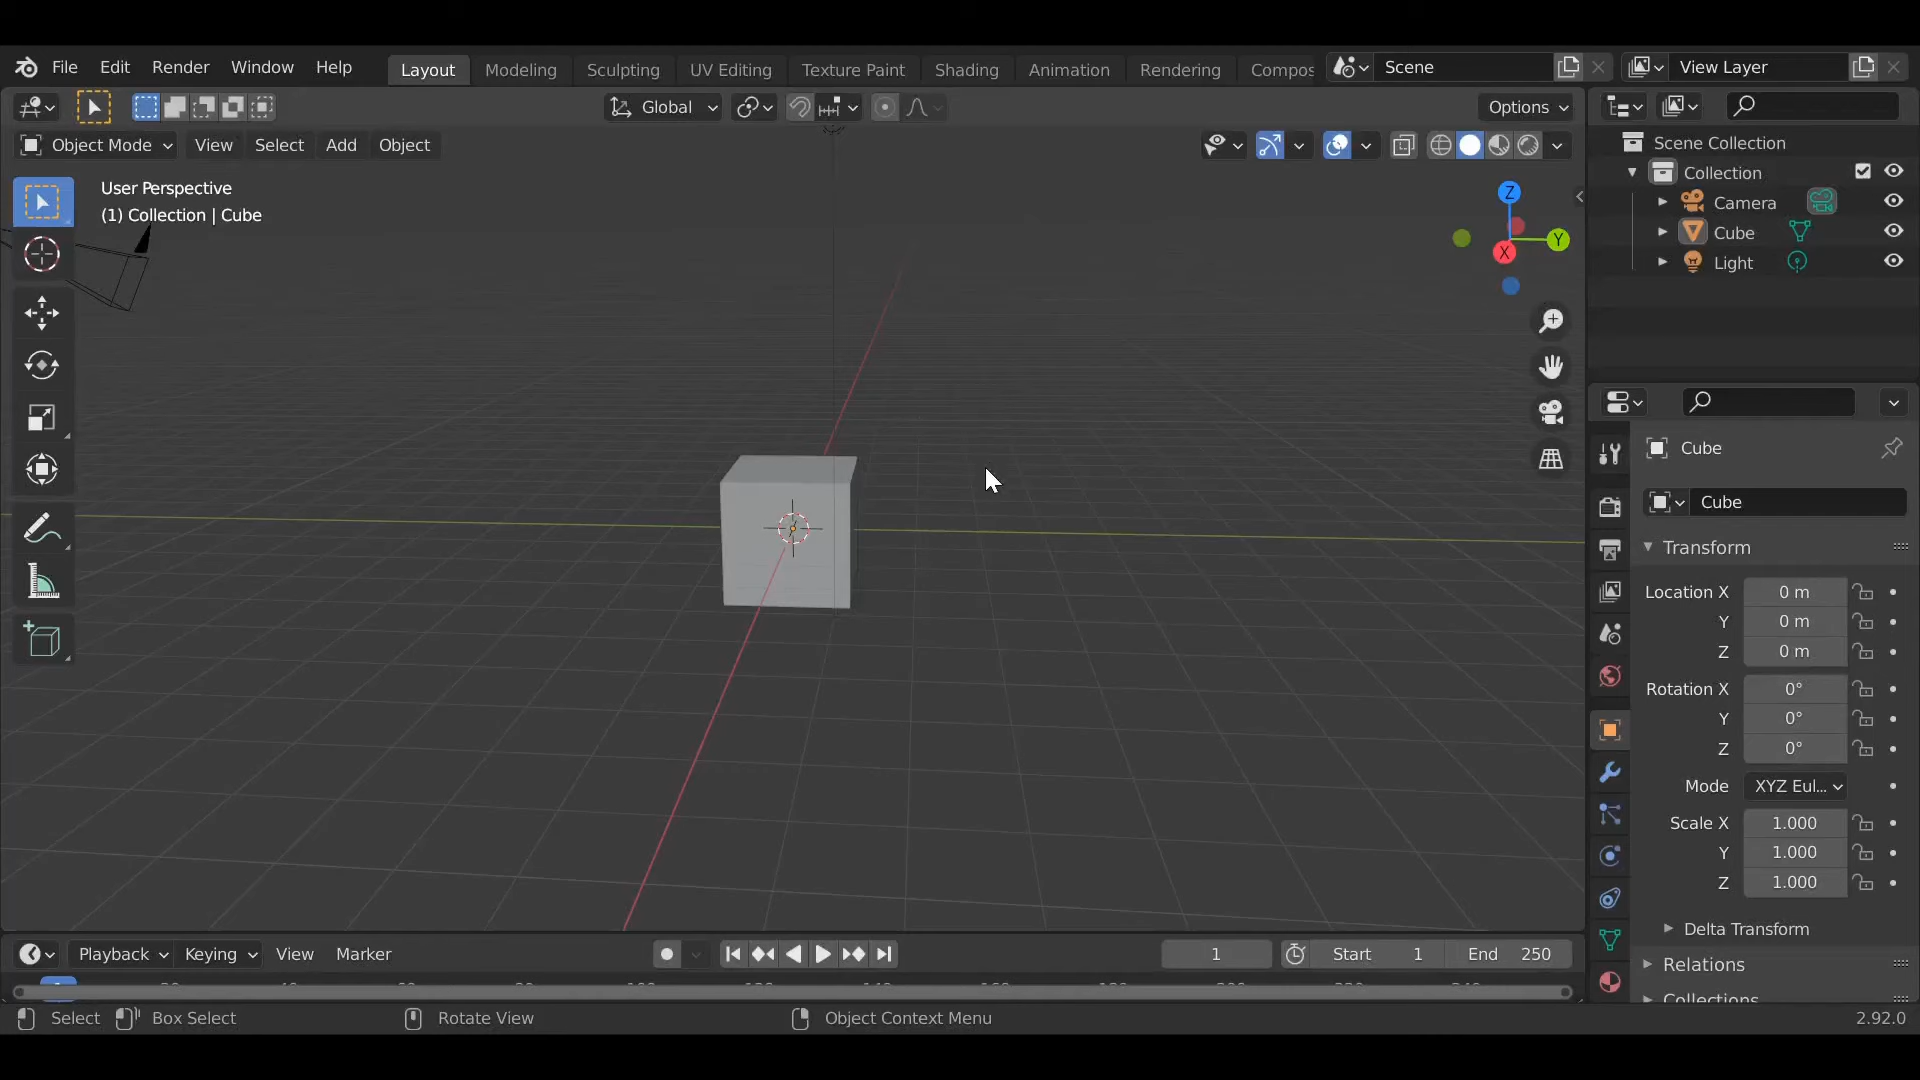 File Edit Render Window Help Layout Modeling Sculpting UV Editing Texture Paint Shading Animation Rendering Compos Scene View Layer
Global Options
Object Mode View Select Add Object
User Perspective
(1) Collection | Cube
Z
Y
X
Scene Collection
Collection
Camera
Cube
Light
Cube
Cube
Transform
Location X 0 m
Y 0 m
Z 0 m
Rotation X 0°
Y 0°
Z 0°
Mode XYZ Eul...
Scale X 1.000
Y 1.000
Z 1.000
Delta Transform
Relations
Collections
Playback Keying View Marker 1 Start 1 End 250
Select Box Select Rotate View Object Context Menu 2.92.0